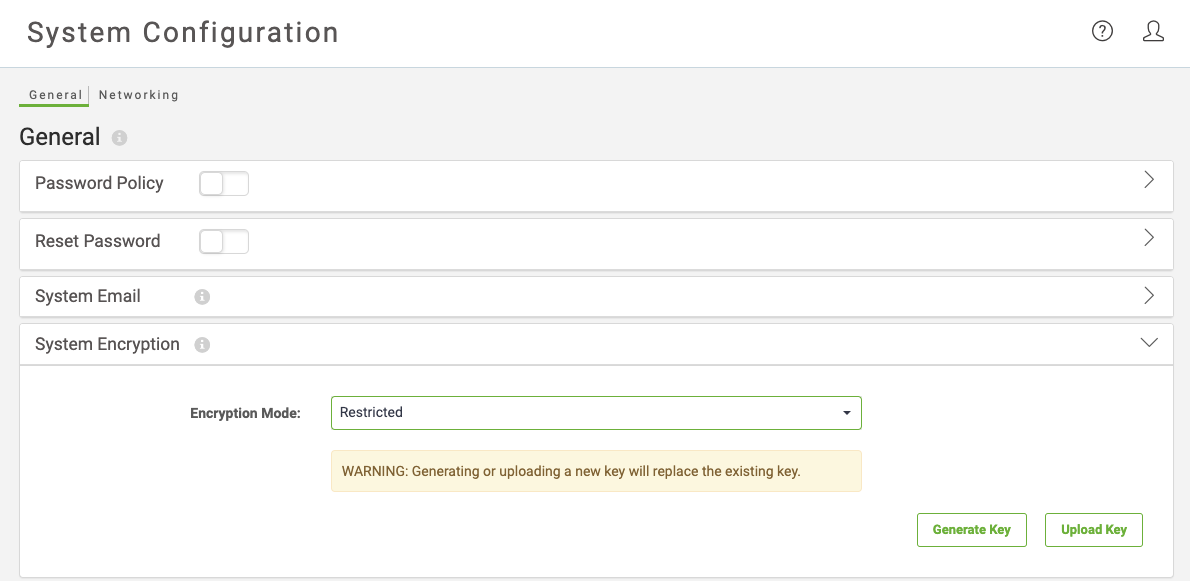 System Configuration
General Networking
General
Password Policy
Reset Password
System Email
System Encryption
Encryption Mode: Restricted
WARNING: Generating or uploading a new key will replace the existing key.
Generate Key Upload Key